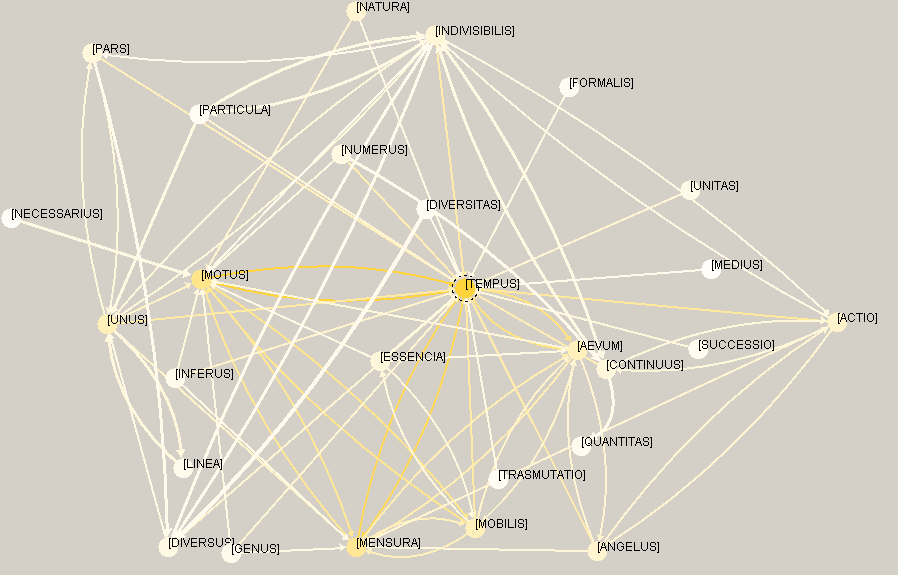 [NATURA]
[INDIVISIBILIS]
[PARS]
[FORMALIS]
[PARTICULA]
[NUMERUS]
[UNITAS]
[DIVERSITAS]
[NECESSARIUS]
[MEDIUS]
[MOTUS]
[TEMPUS]
[UNUS]
[ACTIO]
[AEVUM]
[SUCCESSIO]
[ESSENCIA]
[CONTINUUS]
[INFERUS]
[QUANTITAS]
[LINEA]
[TRASMUTATIO]
[MOBILIS]
[DIVERSUS]
[GENUS]
[MENSURA]
[ANGELUS]